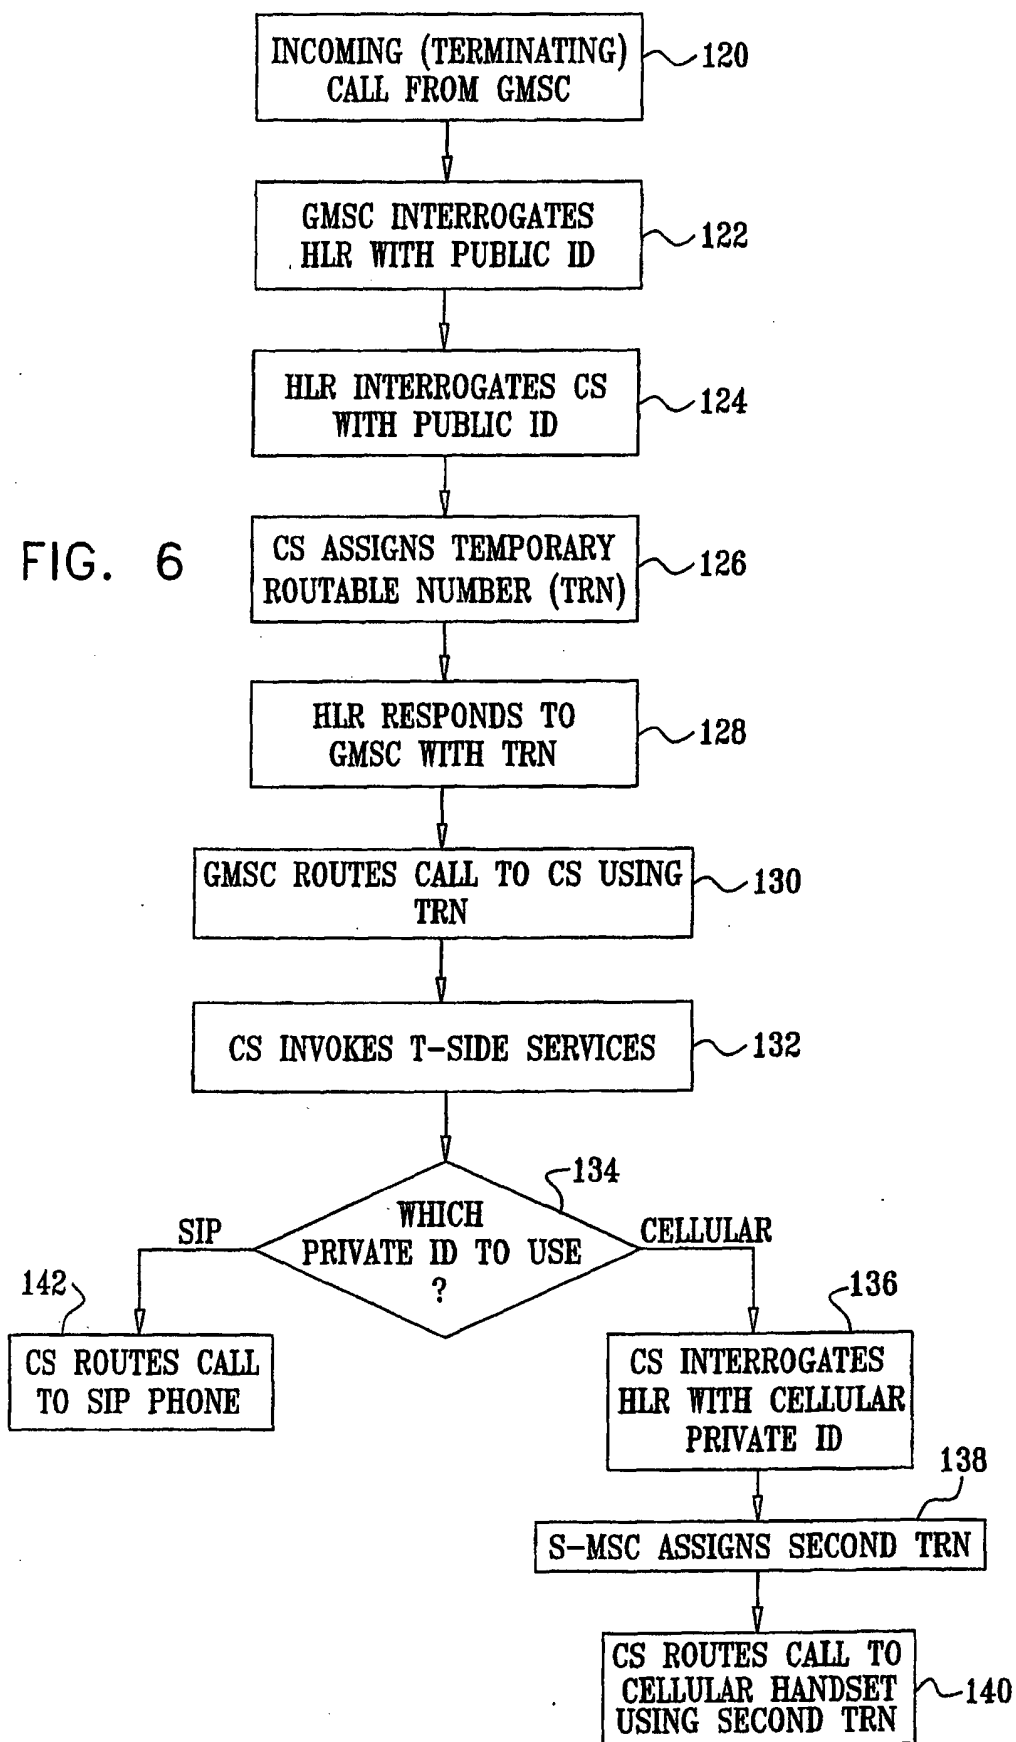 INCOMING (TERMINATING)
CALL FROM GMSC
120
GMSC INTERROGATES
HLR WITH PUBLIC ID
122
HLR INTERROGATES CS
WITH PUBLIC ID
124
FIG. 6
CS ASSIGNS TEMPORARY
ROUTABLE NUMBER (TRN)
126
HLR RESPONDS TO
GMSC WITH TRN
128
GMSC ROUTES CALL TO CS USING
TRN
130
CS INVOKES T-SIDE SERVICES
132
134
WHICH
PRIVATE ID TO USE
?
SIP
CELLULAR
142
CS ROUTES CALL
TO SIP PHONE
136
CS INTERROGATES
HLR WITH CELLULAR
PRIVATE ID
138
S-MSC ASSIGNS SECOND TRN
CS ROUTES CALL TO
CELLULAR HANDSET
USING SECOND TRN
140